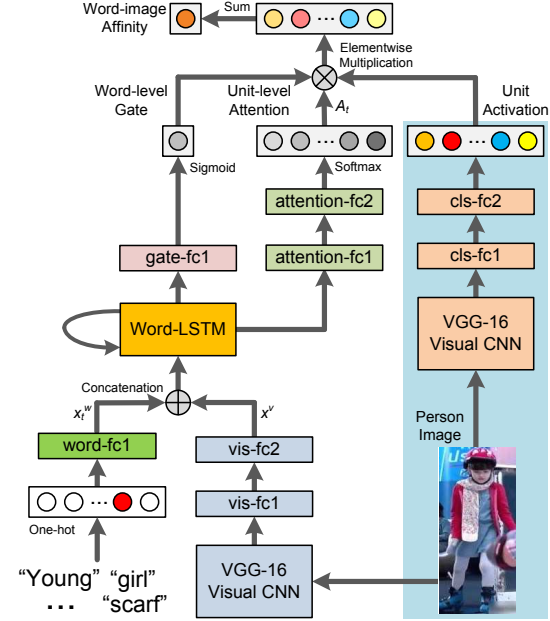 Word-image
Affinity
Sum
Elementwise
Multiplication
Word-level
Gate
Unit-level
Attention
A_t
Unit
Activation
Sigmoid
Softmax
attention-fc2
cls-fc2
gate-fc1
attention-fc1
cls-fc1
Word-LSTM
VGG-16
Visual CNN
Concatenation
x_t^w
x^v
Person
Image
word-fc1
vis-fc2
vis-fc1
One-hot
“Young” “girl”
... “scarf”
VGG-16
Visual CNN